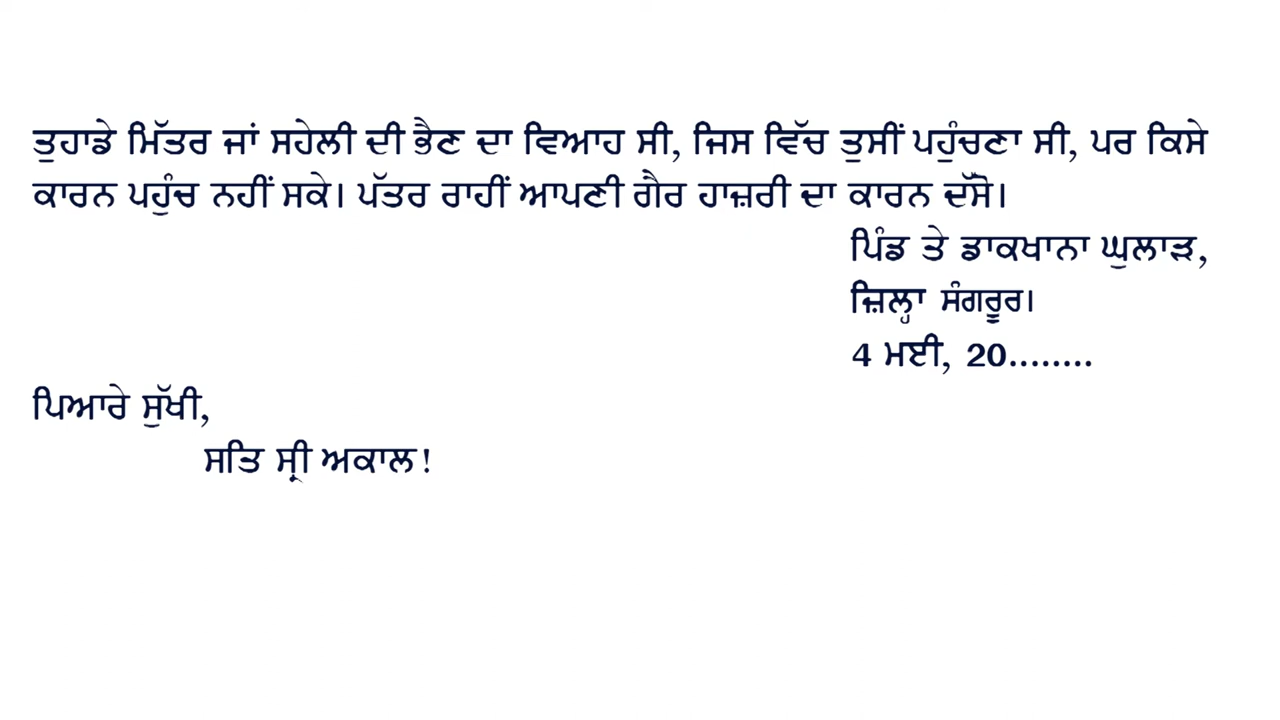 ਤੁਹਾਡੇ ਮਿੱਤਰ ਜਾਂ ਸਹੇਲੀ ਦੀ ਭੈਣ ਦਾ ਵਿਆਹ ਸੀ, ਜਿਸ ਵਿੱਚ ਤੁਸੀਂ ਪਹੁੰਚਣਾ ਸੀ, ਪਰ ਕਿਸੇ
ਕਾਰਨ ਪਹੁੰਚ ਨਹੀਂ ਸਕੇ। ਪੱਤਰ ਰਾਹੀਂ ਆਪਣੀ ਗੈਰ ਹਾਜ਼ਰੀ ਦਾ ਕਾਰਨ ਦੱਸੋ।
ਪਿੰਡ ਤੇ ਡਾਕਖਾਨਾ ਘੁਲਾੜ,
ਜ਼ਿਲ੍ਹਾ ਸੰਗਰੂਰ।
4 ਮਈ, 20........
ਪਿਆਰੇ ਸੁੱਖੀ,
ਸਤਿ ਸ੍ਰੀ ਅਕਾਲ!